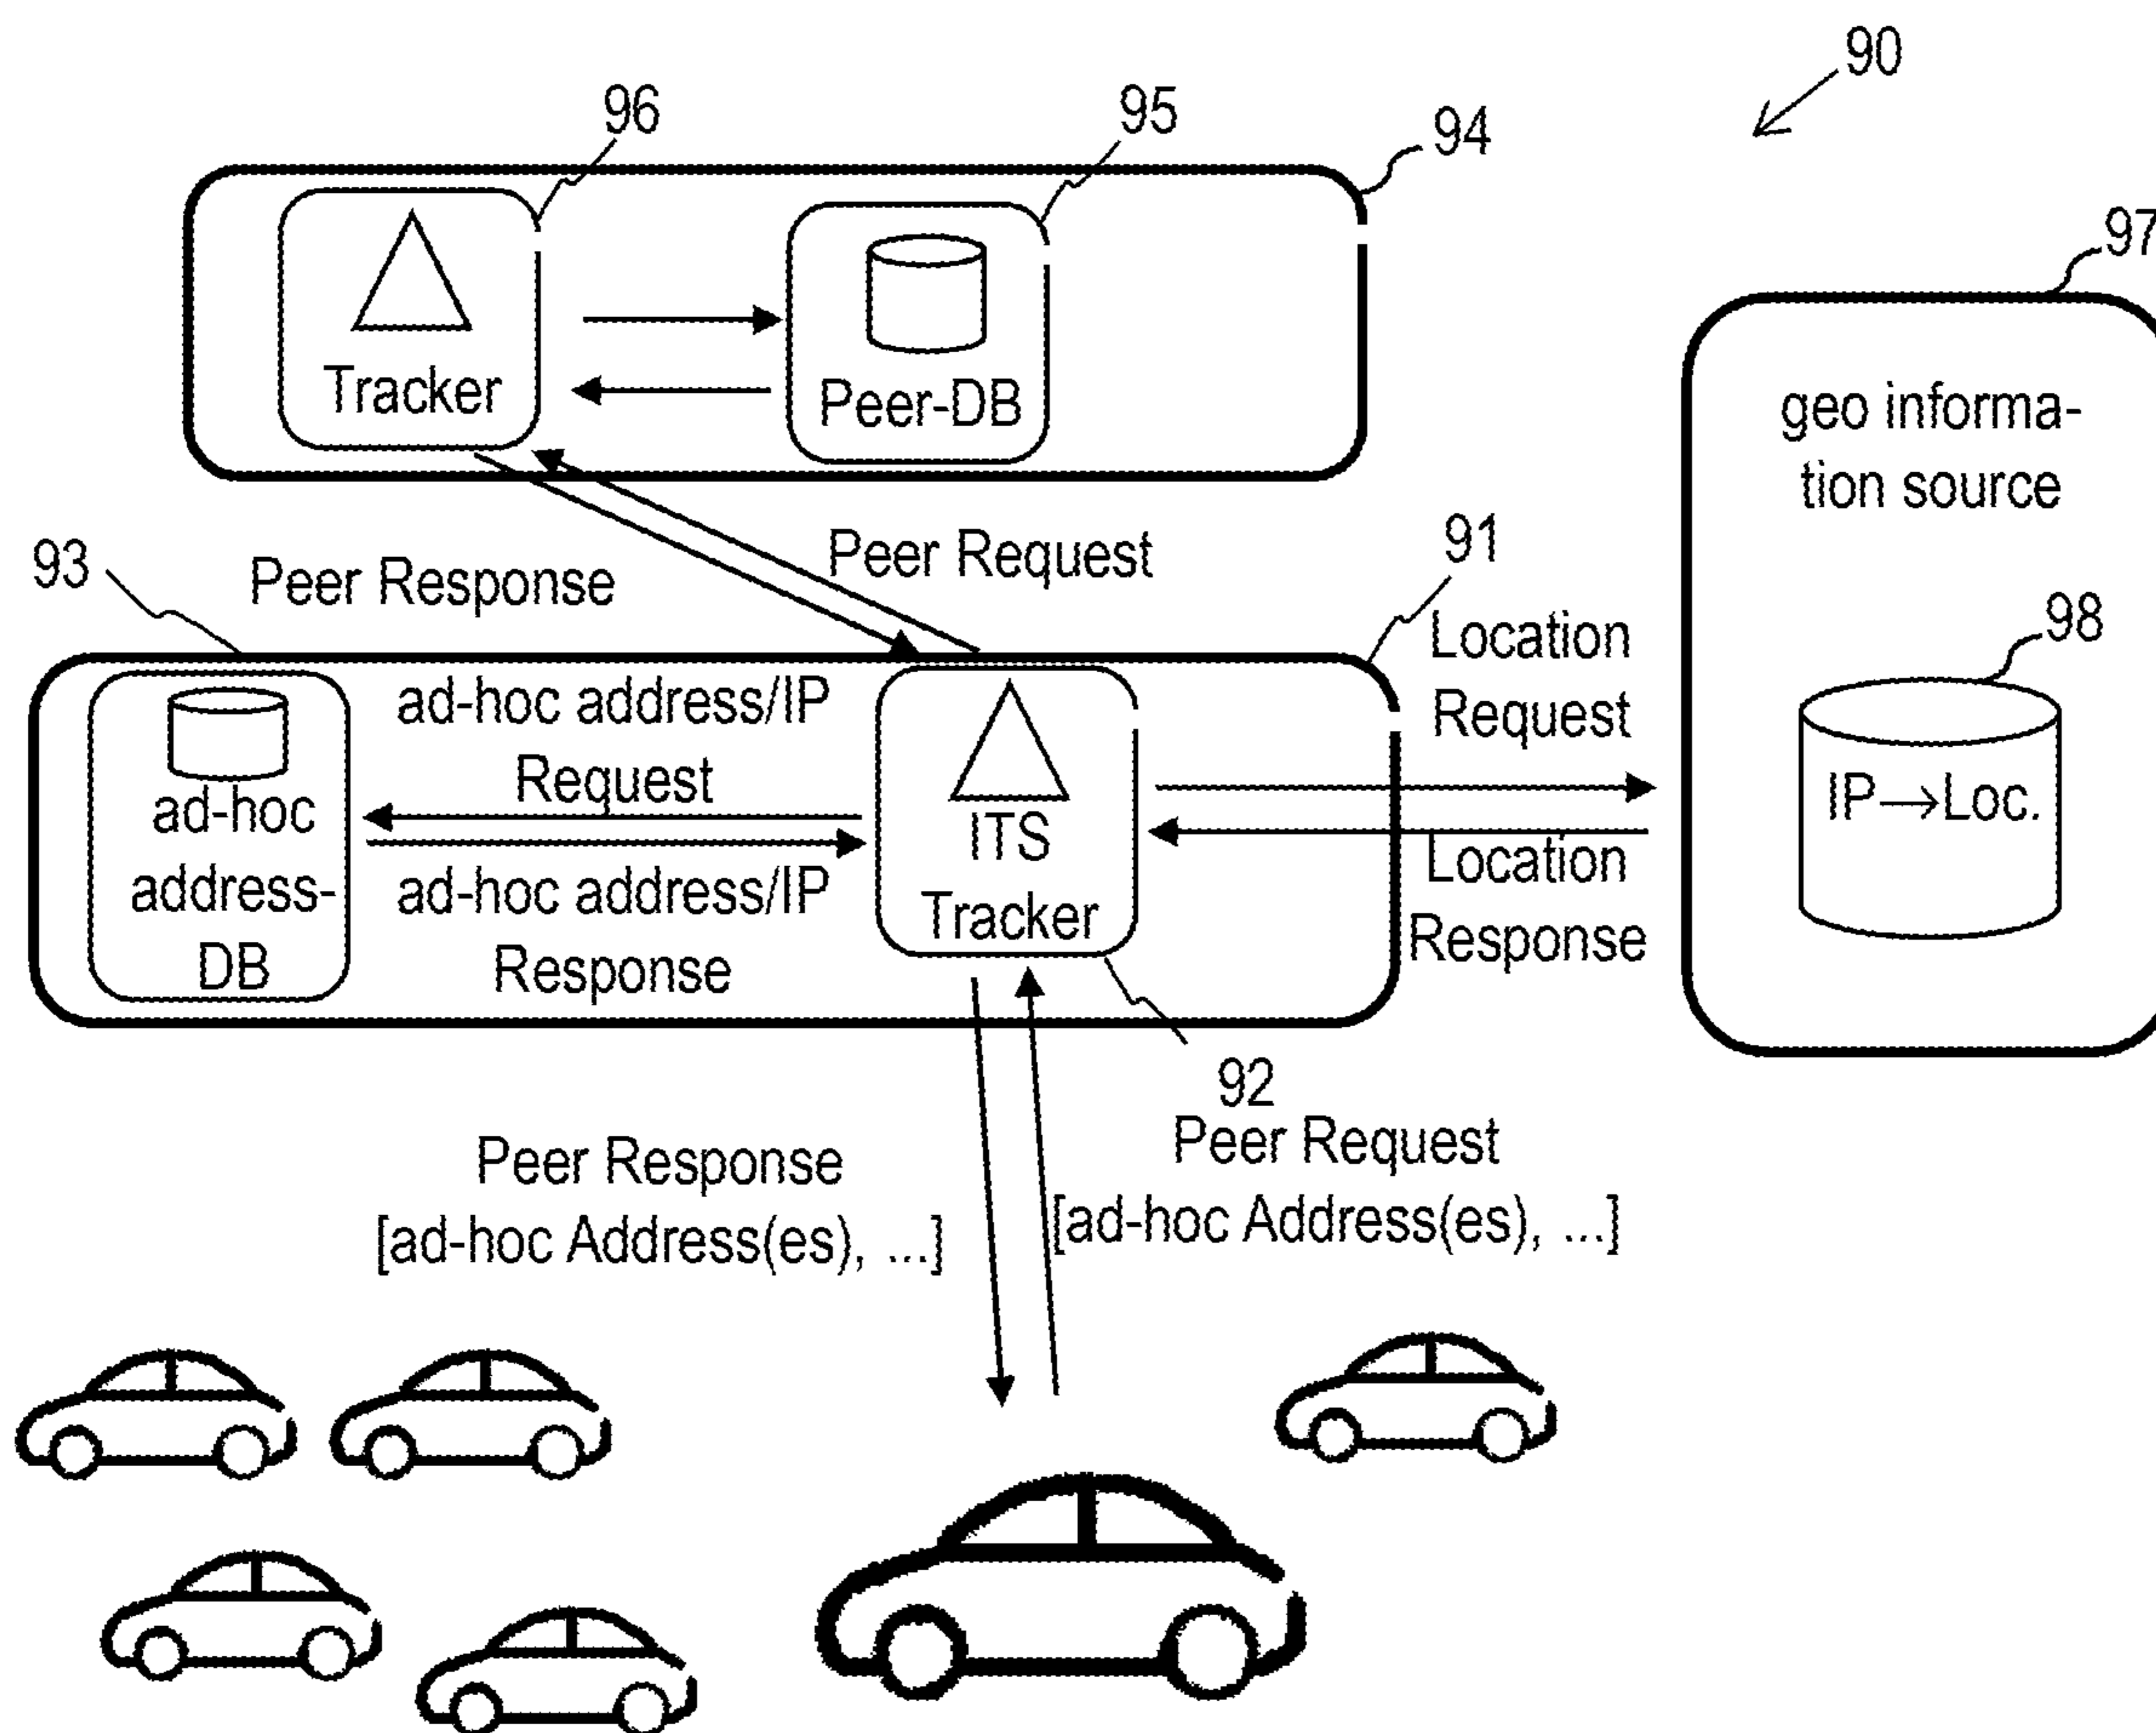 90
96
95
94
97
Tracker
Peer-DB
geo informa-
tion source
93
Peer Response
Peer Request
91
Location
Request
98
ad-hoc address/IP
Request
ad-hoc
address-
DB
ad-hoc address/IP
Response
ITS
Tracker
IP→Loc.
Location
Response
92
Peer Response
[ad-hoc Address(es), ...]
Peer Request
[ad-hoc Address(es), ...]